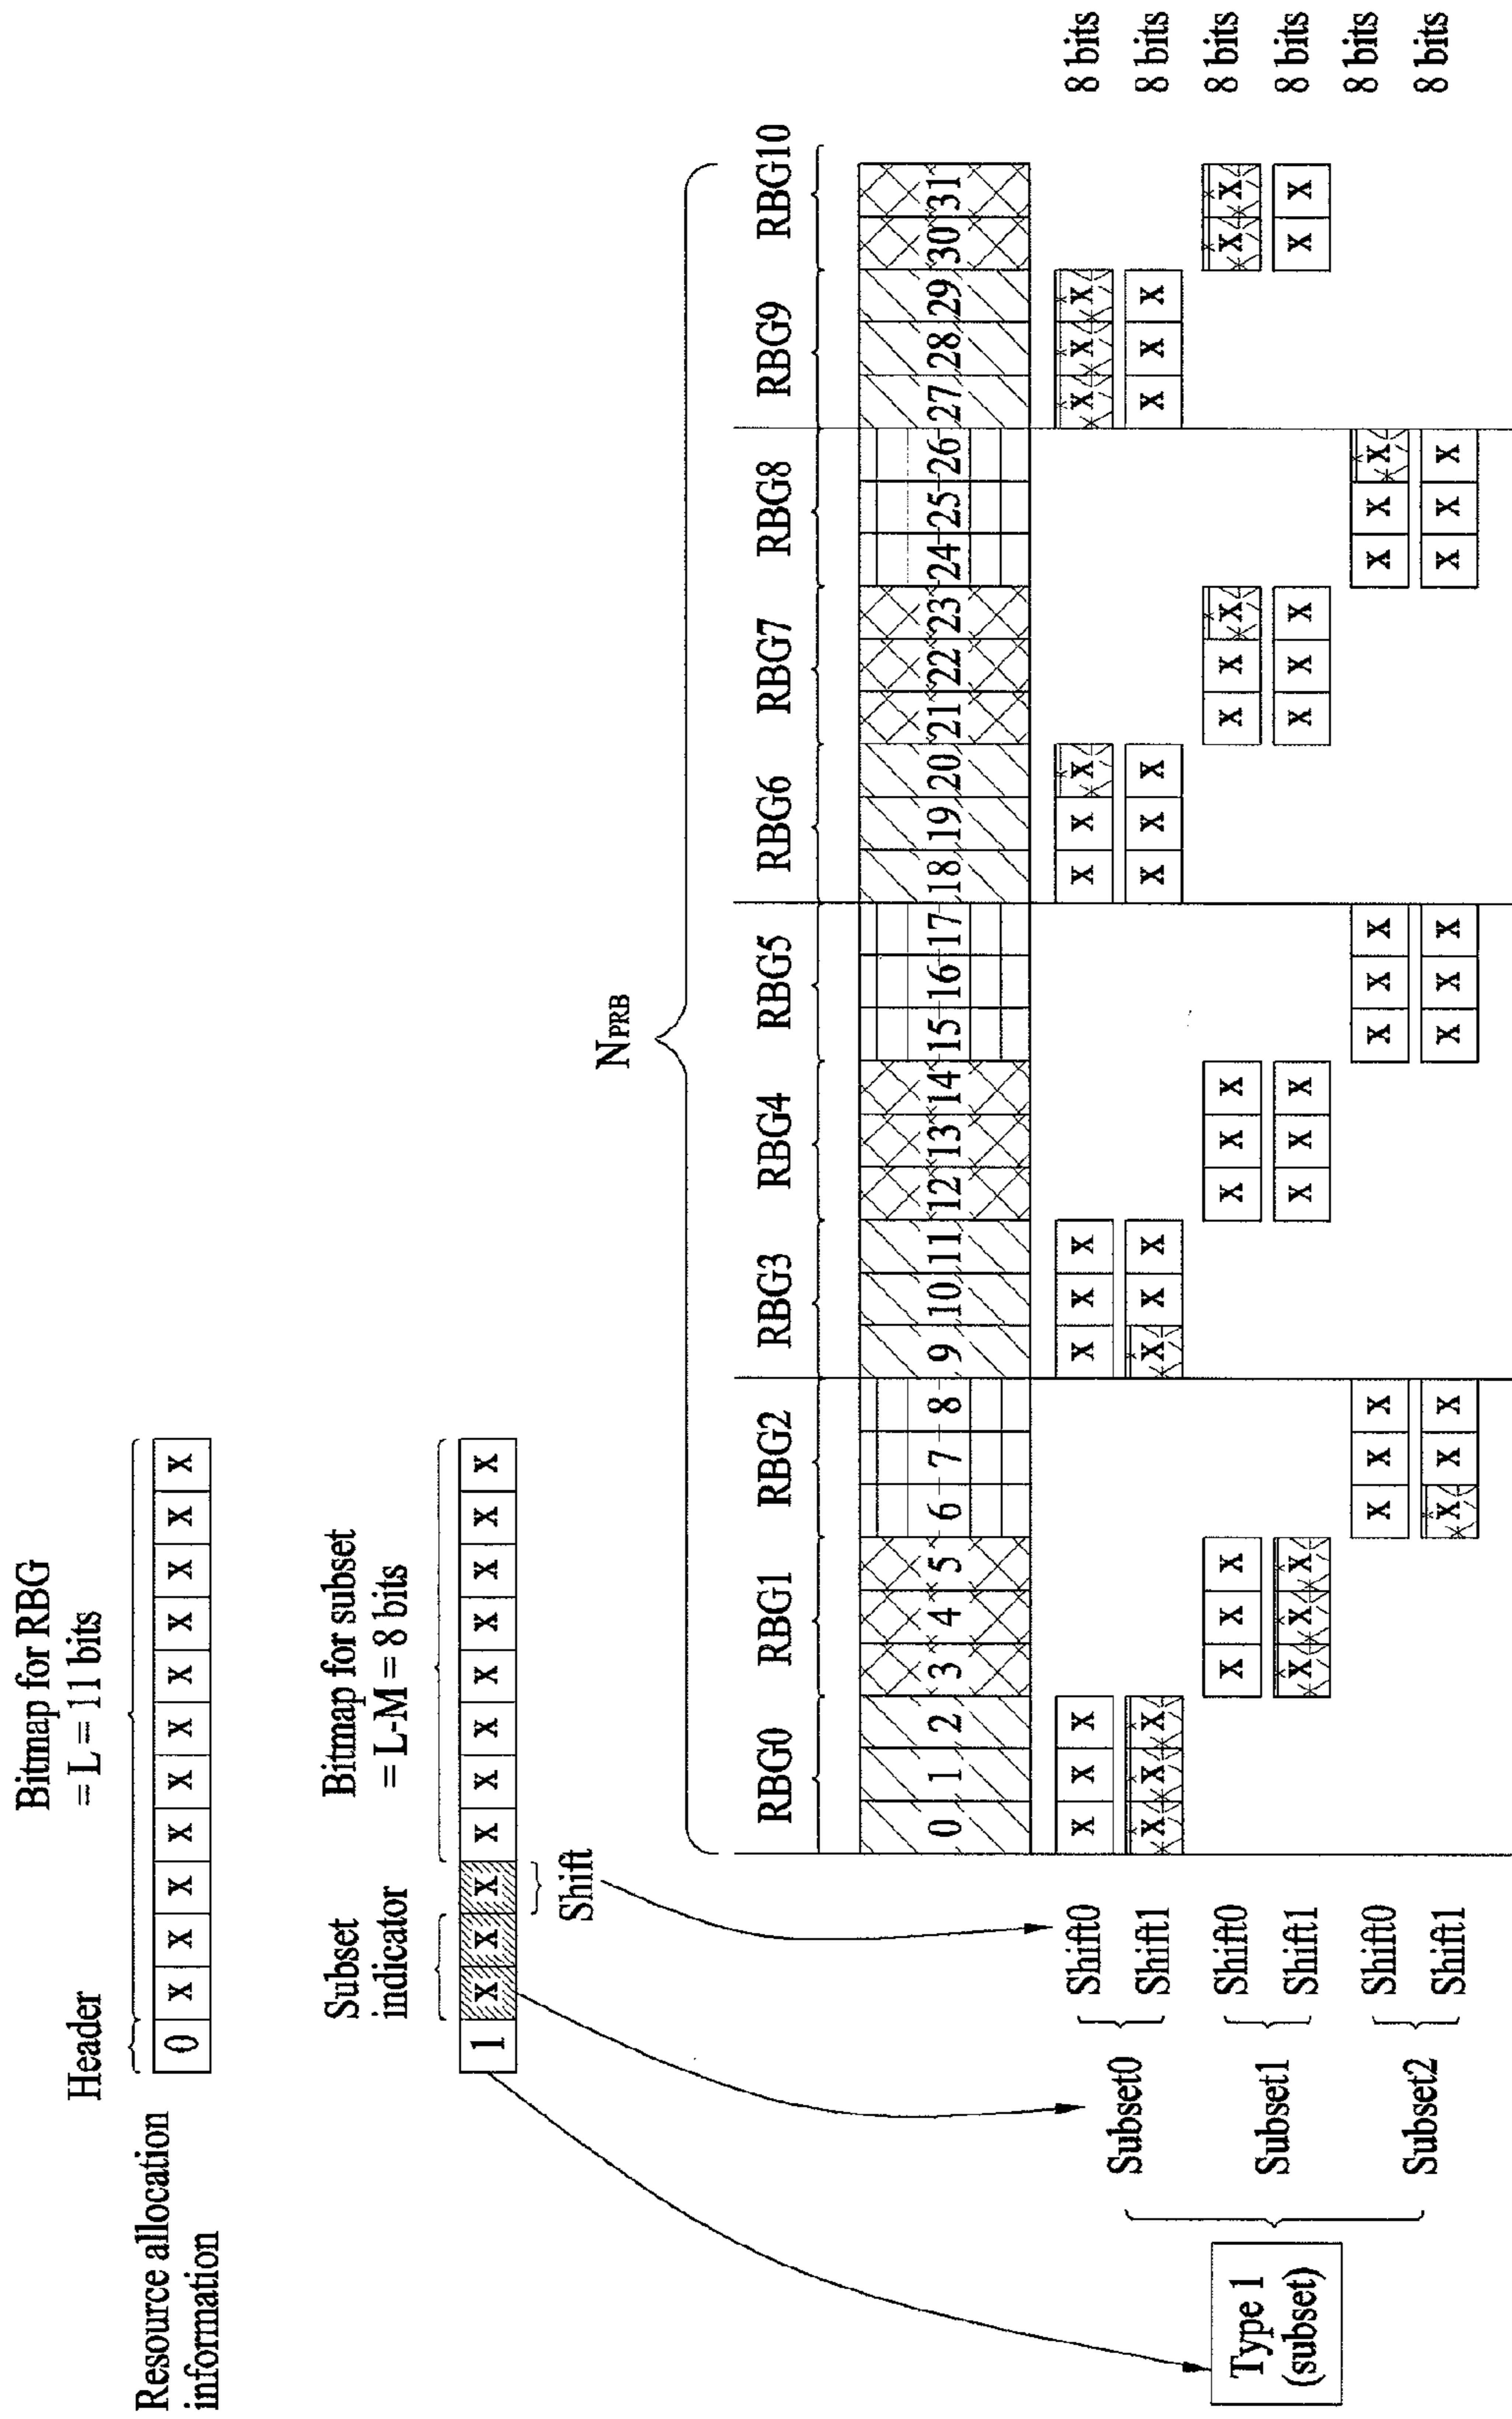 Header
Bitmap for RBG
= L = 11 bits
Resource allocation
information
0 X X X X X X X X X X X
Subset
indicator
Bitmap for subset
= L-M = 8 bits
1 X X X X X X X X X X X
Shift
NPRB
RBG0 RBG1 RBG2 RBG3 RBG4 RBG5 RBG6 RBG7 RBG8 RBG9 RBG10
0 1 2 3 4 5 6 7 8 9 10 11 12 13 14 15 16 17 18 19 20 21 22 23 24 25 26 27 28 29 30 31
Type 1
(subset)
Subset0
Shift0 X X X X X X X X X X X X 8 bits
Shift1 X X X X X X X X X X X X 8 bits
Subset1
Shift0 X X X X X X X X X X X 8 bits
Shift1 X X X X X X X X X X X 8 bits
Subset2
Shift0 X X X X X X X X X 8 bits
Shift1 X X X X X X X X X 8 bits